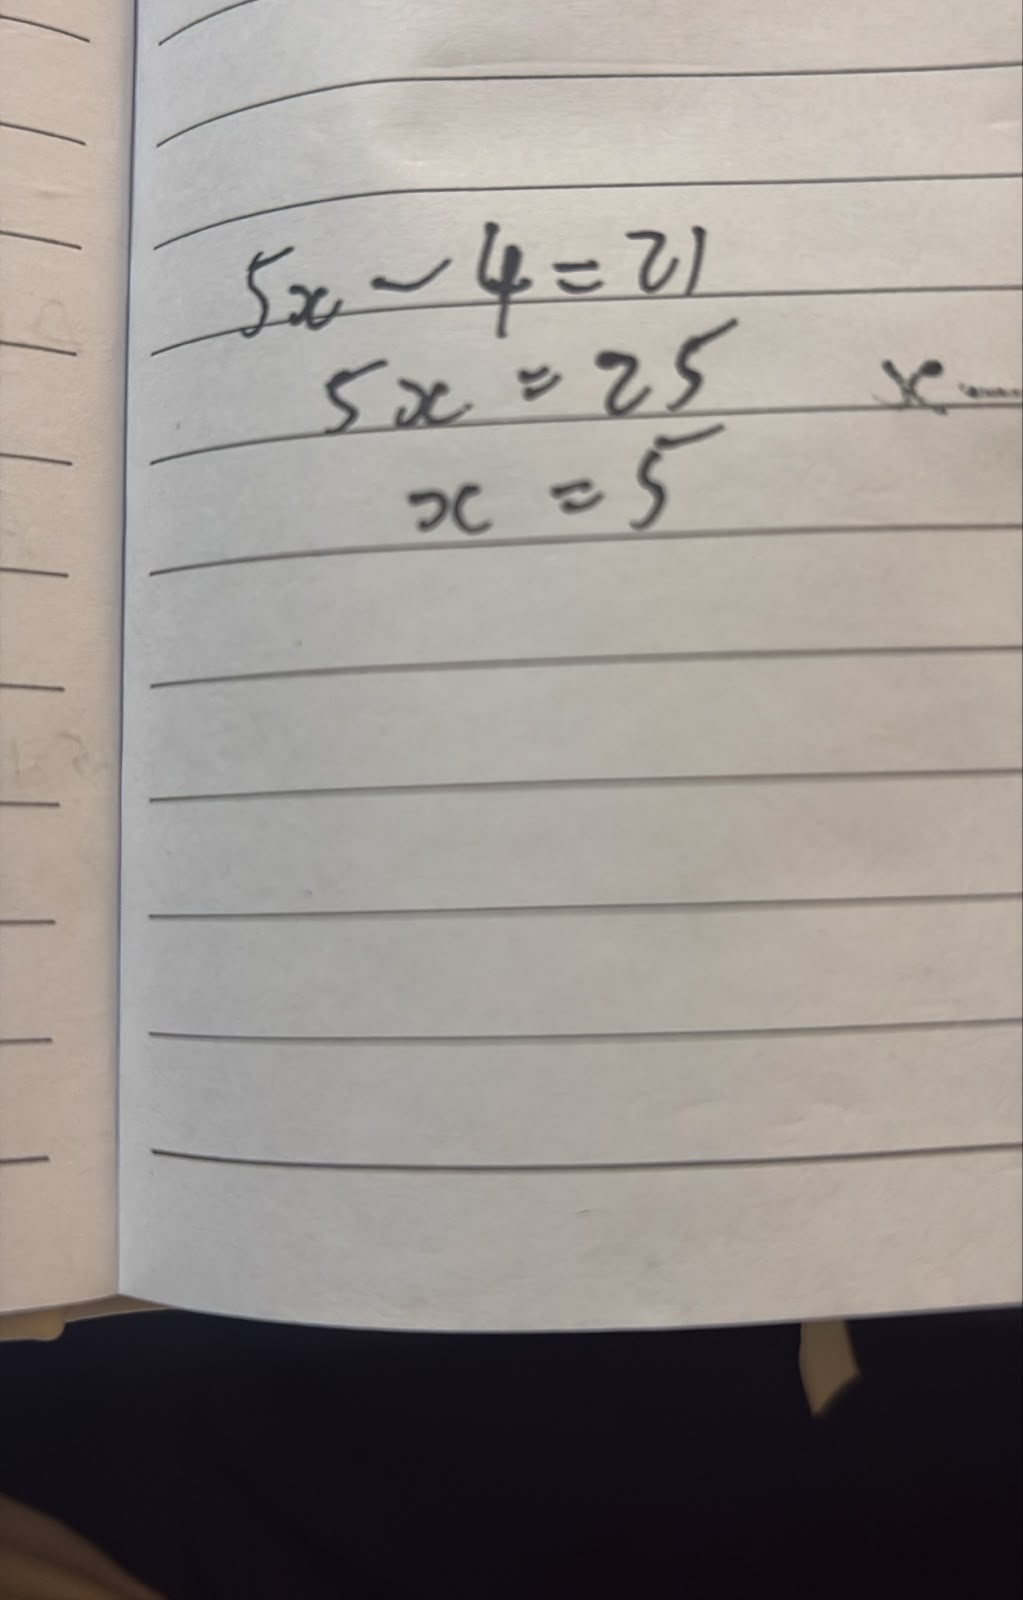 5x - 4 = 21
5x = 25 x
x = 5